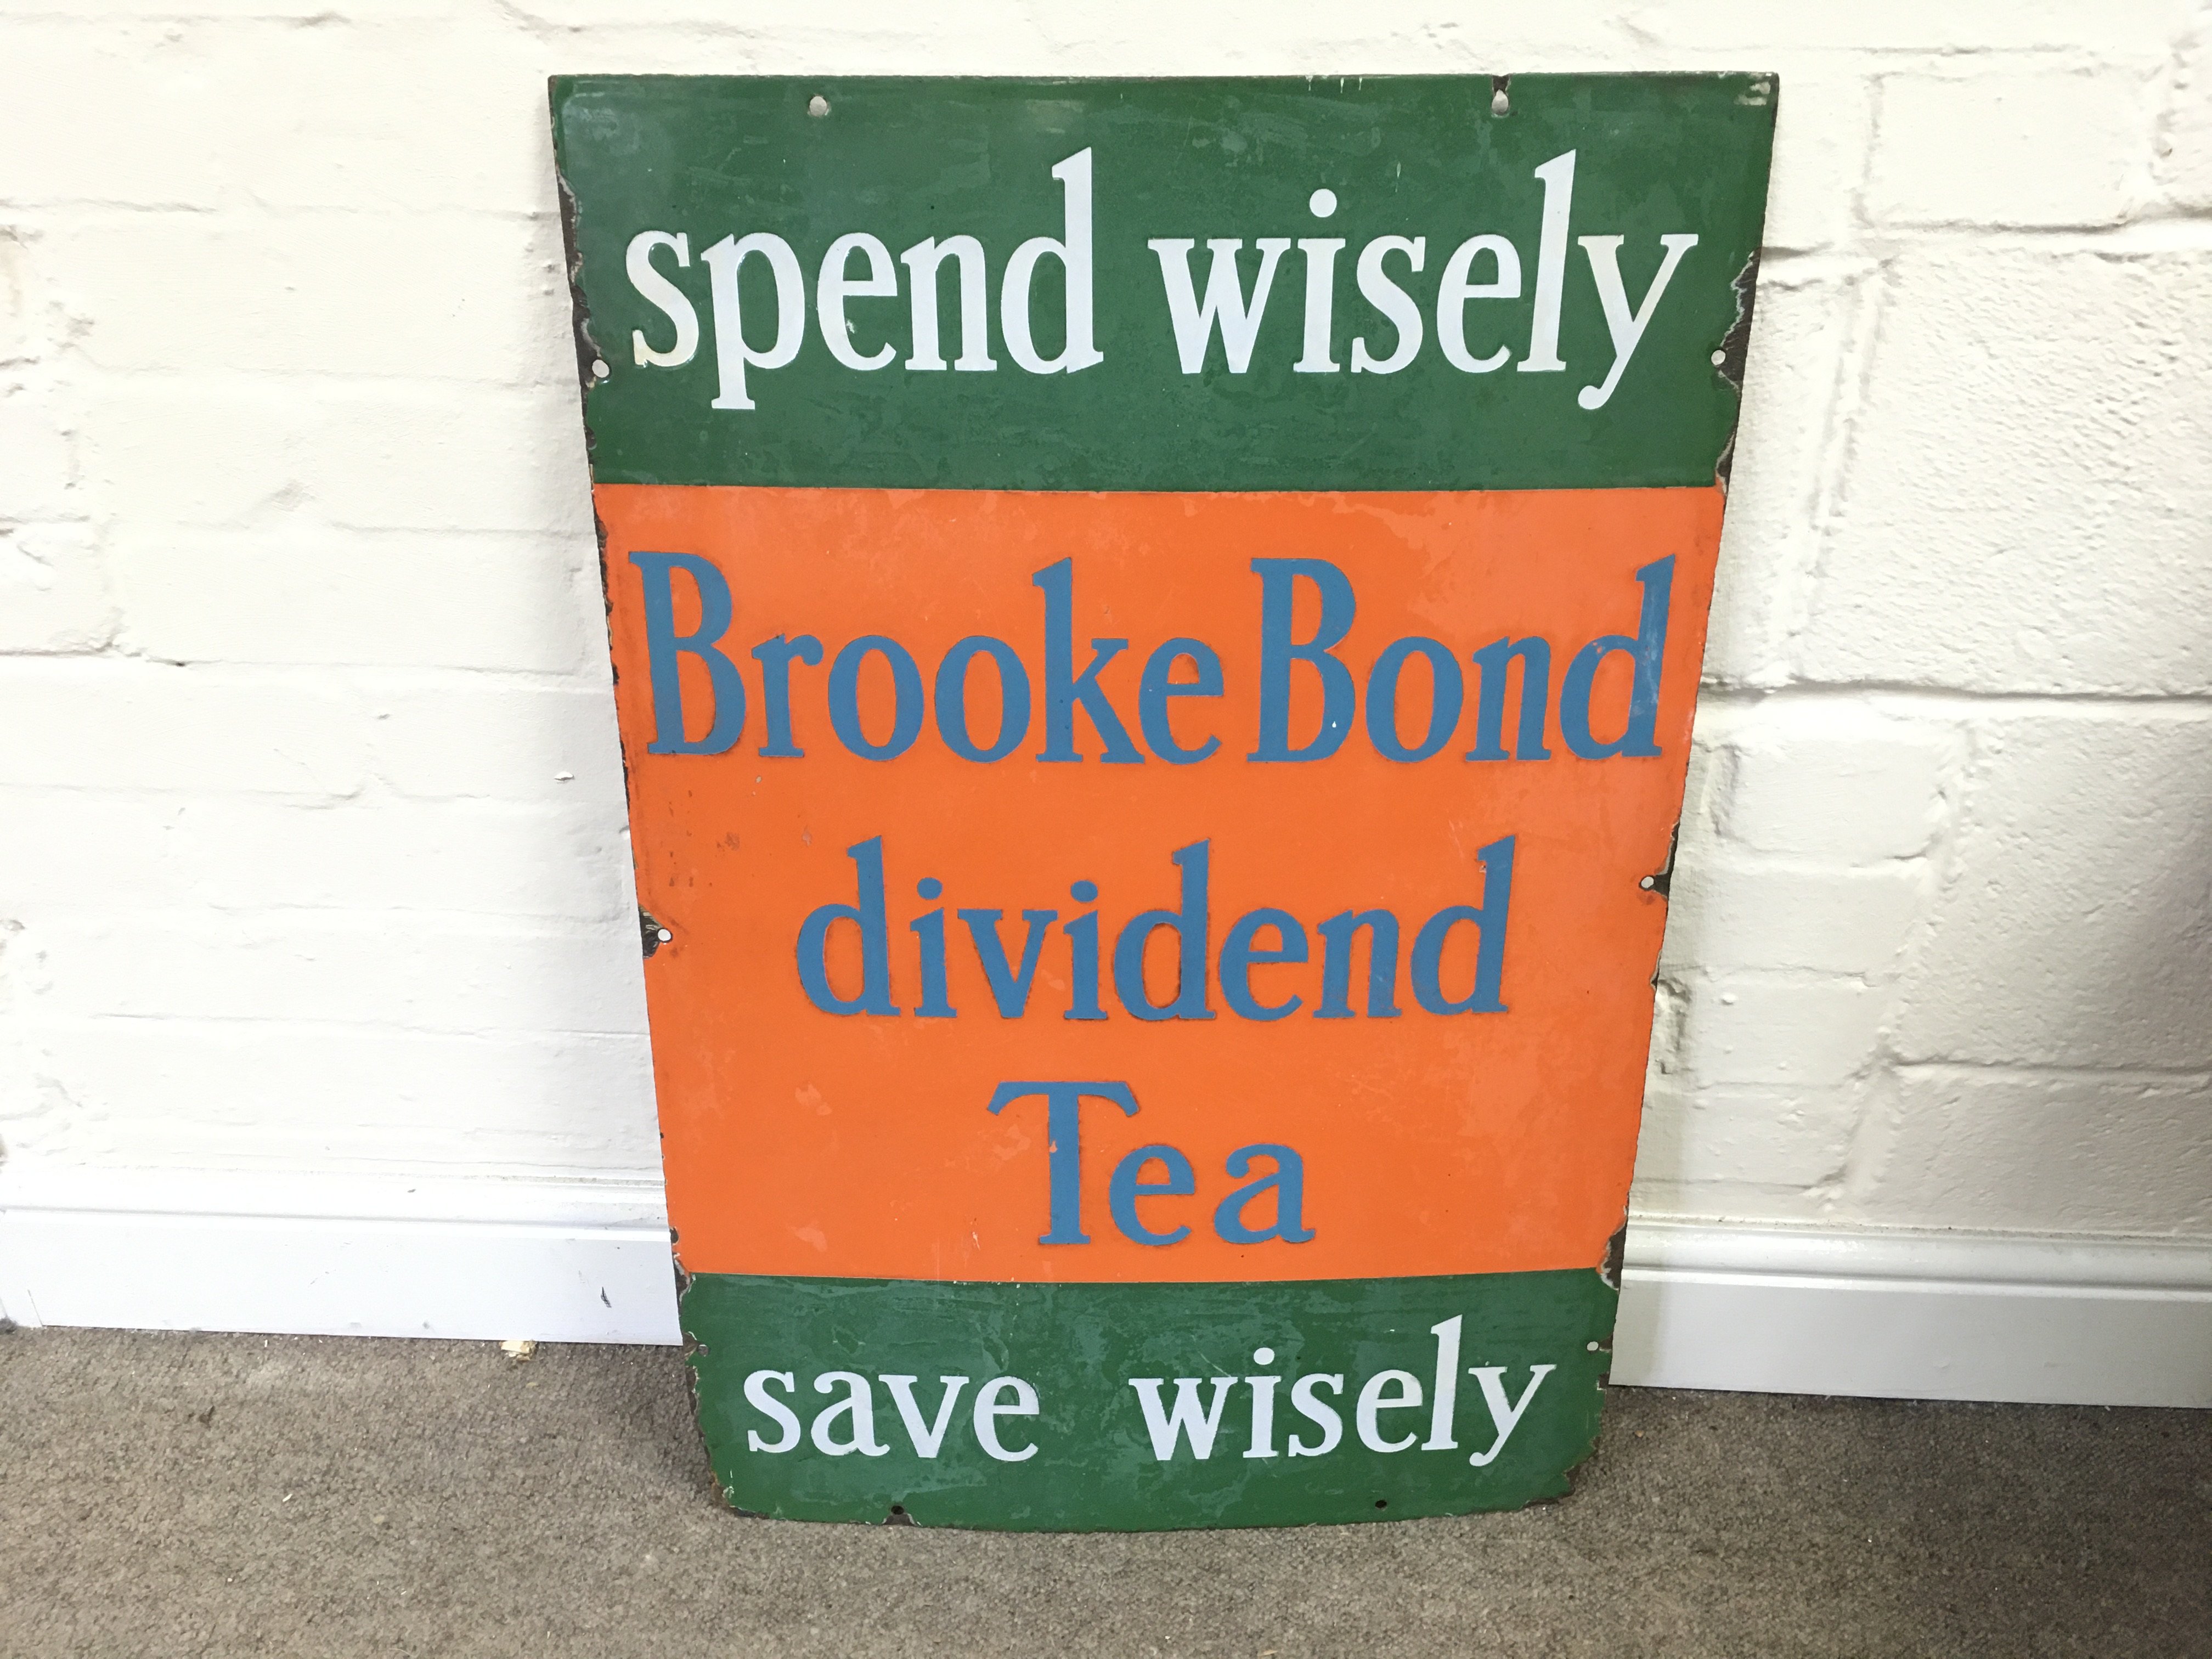 spend wisely
Brooke Bond
dividend
Tea
save wisely